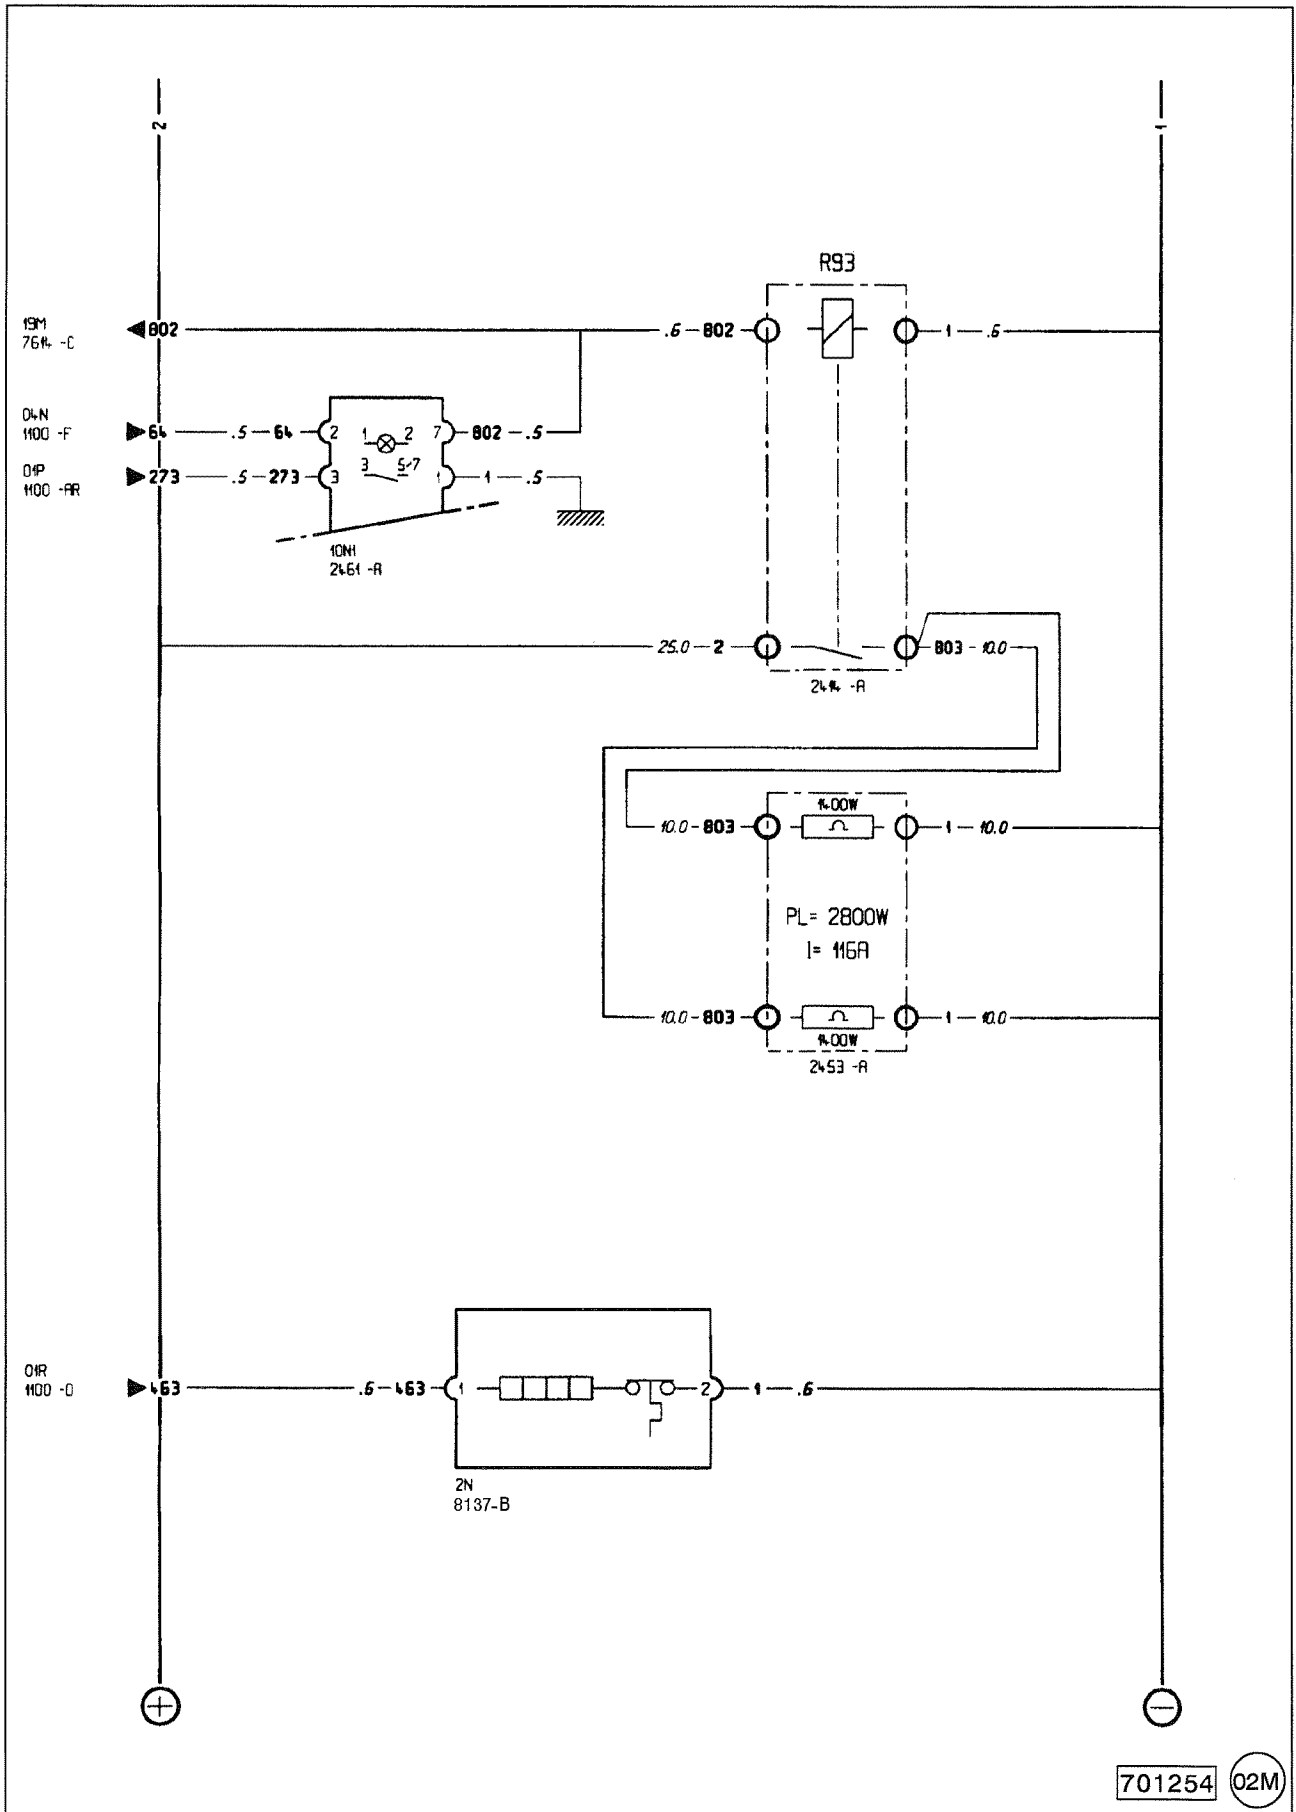 2
1
R93
19M
7614 -C
802
.6 802
1 .6
04N
1100 -F
64 .5 64 2 1 2 7 802 .5
01P
1100 -AR
273 .5 273 3 3 5-7 1 1 .5
10N1
2461 -A
25.0 2
803 10.0
2414 -A
1400W
10.0 803
1 10.0
PL= 2800W
I= 116A
10.0 803
1 10.0
1400W
2453 -A
01R
1100 -O
463 .6 463 1 2 1 .6
2N
8137-B
+
−
701254 02M